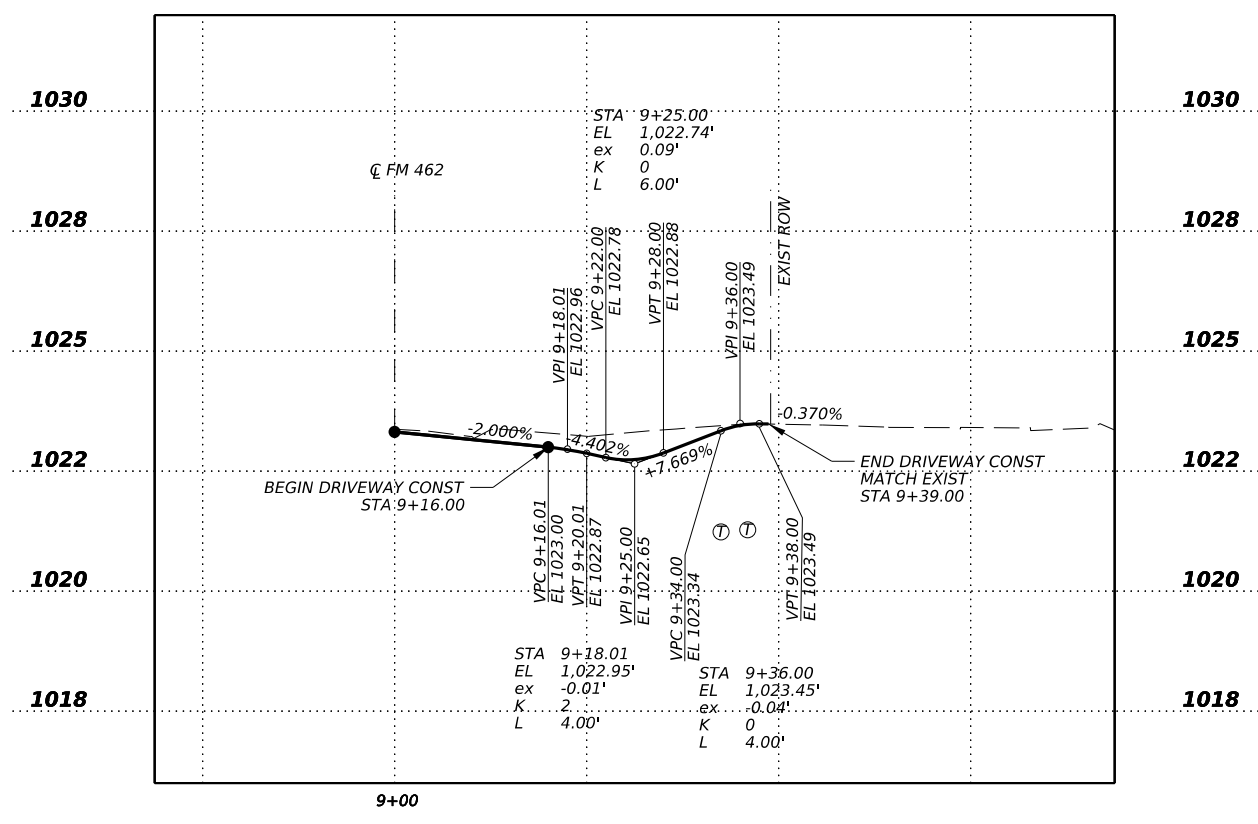 1030
1030
STA 9+25.00
EL 1,022.74'
ex 0.09'
K 0
L 6.00'
℄ FM 462
1028
1028
EXIST ROW
VPI 9+18.01
EL 1022.96
VPC 9+22.00
EL 1022.78
VPT 9+28.00
EL 1022.88
VPI 9+36.00
EL 1023.49
1025
1025
-2.000%
-4.402%
+7.669%
-0.370%
1022
1022
BEGIN DRIVEWAY CONST
STA 9+16.00
END DRIVEWAY CONST
MATCH EXIST
STA 9+39.00
VPC 9+16.01
EL 1023.00
VPT 9+20.01
EL 1022.87
VPI 9+25.00
EL 1022.65
VPC 9+34.00
EL 1023.34
T
T
VPT 9+38.00
EL 1023.49
1020
1020
STA 9+18.01
EL 1,022.95'
ex -0.01'
K 2
L 4.00'
STA 9+36.00
EL 1,023.45'
ex -0.04'
K 0
L 4.00'
1018
1018
9+00